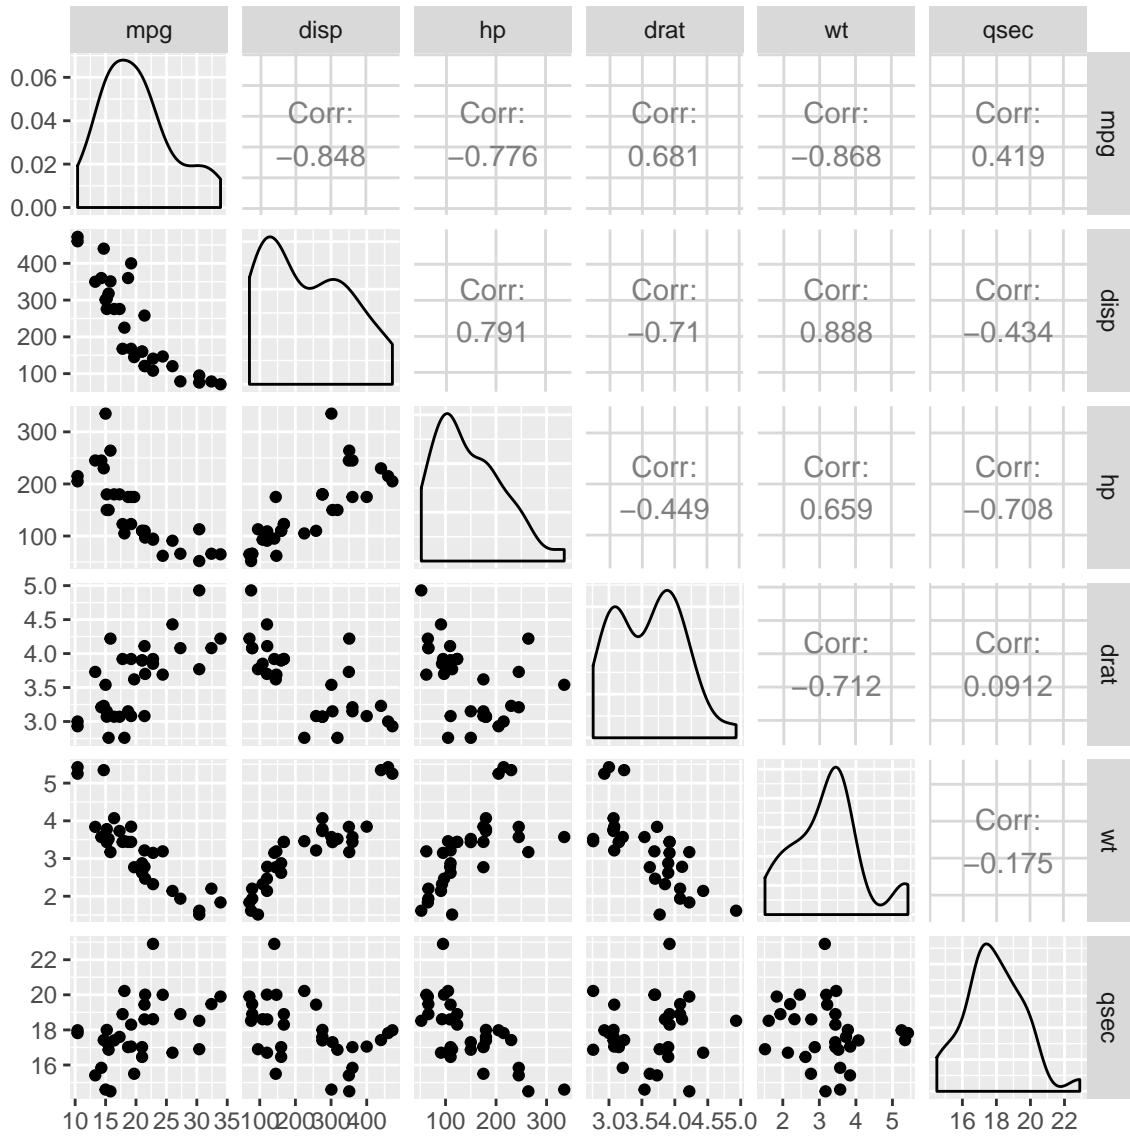 mpg disp hp drat wt qsec
0.06
0.04
0.02
0.00
Corr:
−0.848
Corr:
−0.776
Corr:
0.681
Corr:
−0.868
Corr:
0.419
mpg
400
300
200
100
Corr:
0.791
Corr:
−0.71
Corr:
0.888
Corr:
−0.434
disp
300
200
100
Corr:
−0.449
Corr:
0.659
Corr:
−0.708
hp
5.0
4.5
4.0
3.5
3.0
Corr:
−0.712
Corr:
0.0912
drat
5
4
3
2
Corr:
−0.175
wt
22
20
18
16
qsec
10 15 20 25 30 35
100 200 300 400
100 200 300
3.0 3.5 4.0 4.5 5.0
2 3 4 5
16 18 20 22